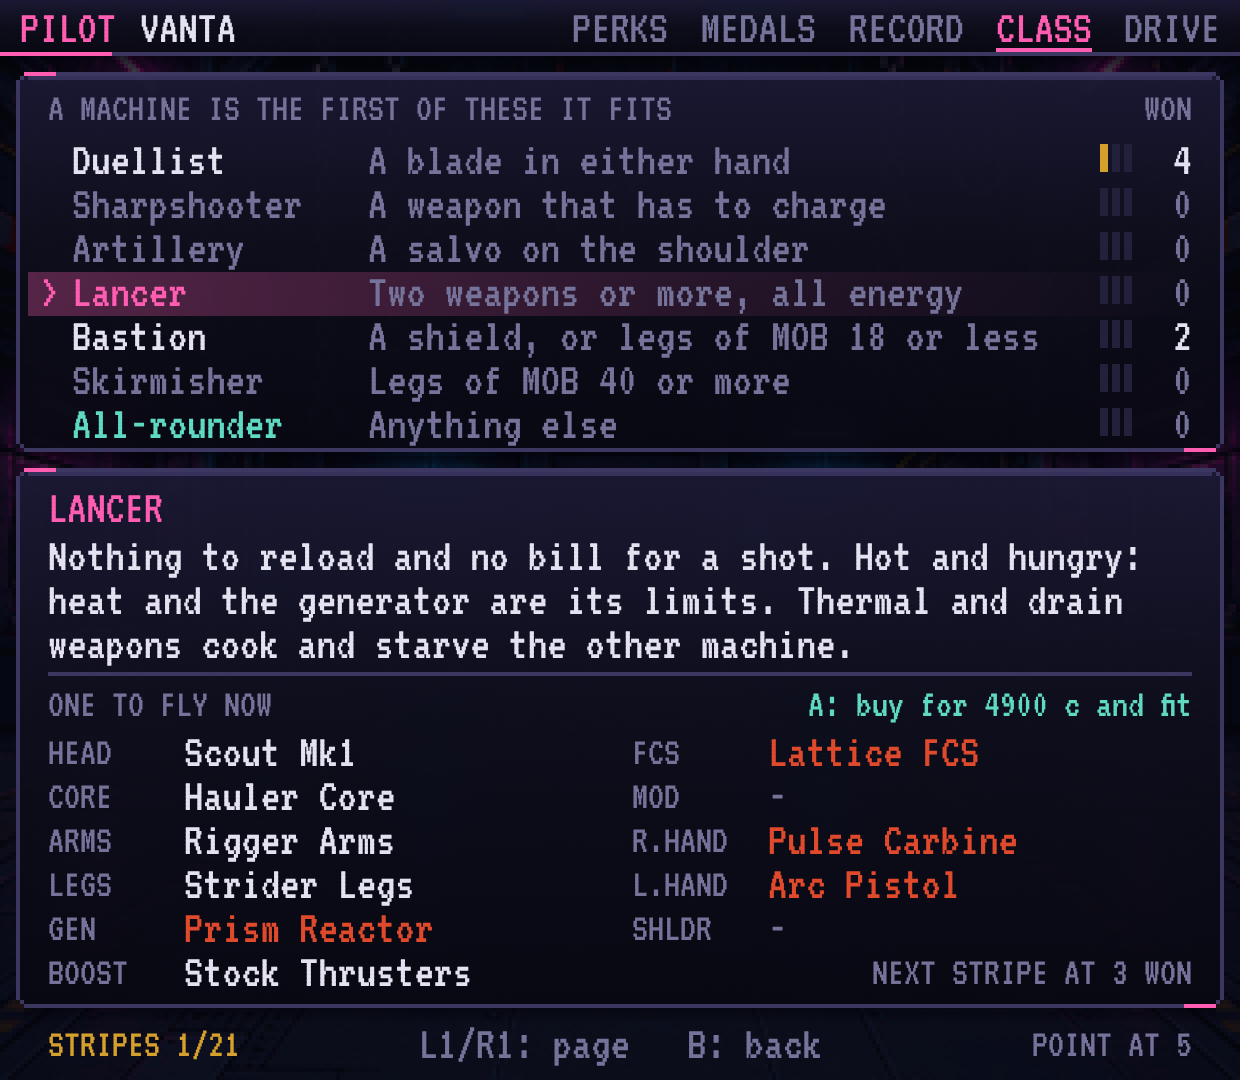 PILOT VANTA PERKS MEDALS RECORD CLASS DRIVE
A MACHINE IS THE FIRST OF THESE IT FITS WON
Duellist A blade in either hand 4
Sharpshooter A weapon that has to charge 0
Artillery A salvo on the shoulder 0
> Lancer Two weapons or more, all energy 0
Bastion A shield, or legs of MOB 18 or less 2
Skirmisher Legs of MOB 40 or more 0
All-rounder Anything else 0
LANCER
Nothing to reload and no bill for a shot. Hot and hungry:
heat and the generator are its limits. Thermal and drain
weapons cook and starve the other machine.
ONE TO FLY NOW A: buy for 4900 c and fit
HEAD Scout Mk1 FCS Lattice FCS
CORE Hauler Core MOD -
ARMS Rigger Arms R.HAND Pulse Carbine
LEGS Strider Legs L.HAND Arc Pistol
GEN Prism Reactor SHLDR -
BOOST Stock Thrusters NEXT STRIPE AT 3 WON
STRIPES 1/21 L1/R1: page B: back POINT AT 5